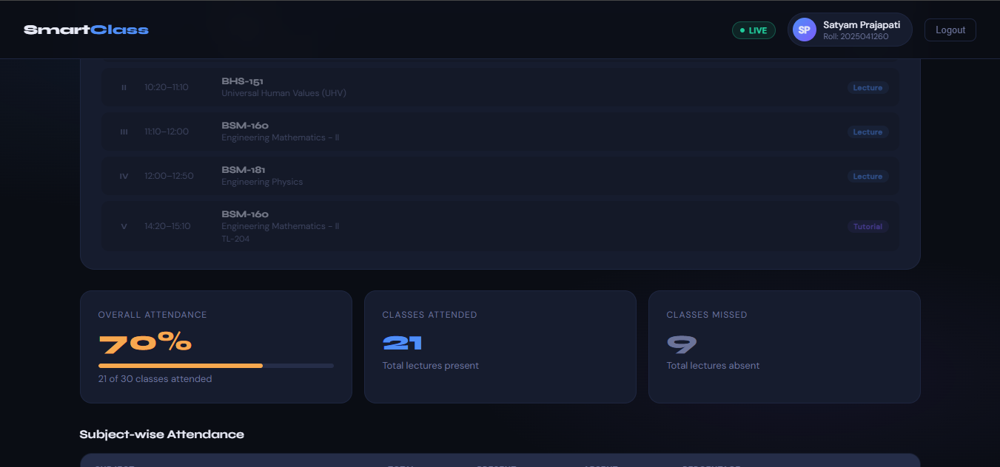 SmartClass
LIVE
SP
Satyam Prajapati
Roll: 2025041260
Logout
II 10:20–11:10 BHS-151 Lecture
Universal Human Values (UHV)
III 11:10–12:00 BSM-160 Lecture
Engineering Mathematics - II
IV 12:00–12:50 BSM-181 Lecture
Engineering Physics
V 14:20–15:10 BSM-160 Tutorial
Engineering Mathematics - II
TL-204
OVERALL ATTENDANCE
70%
21 of 30 classes attended
CLASSES ATTENDED
21
Total lectures present
CLASSES MISSED
9
Total lectures absent
Subject-wise Attendance